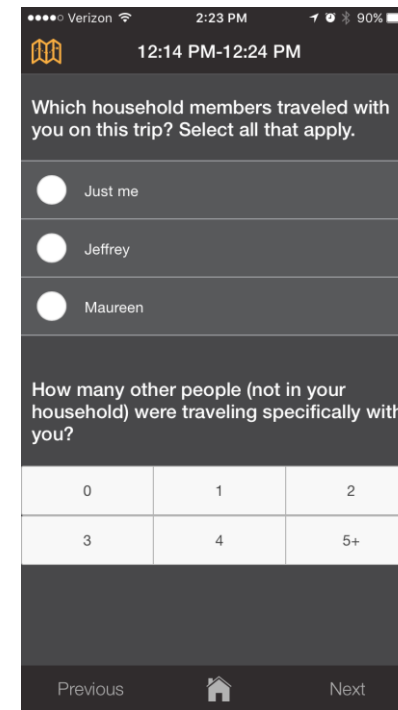 Verizon 2:23 PM 90%
12:14 PM-12:24 PM
Which household members traveled with
you on this trip? Select all that apply.
Just me
Jeffrey
Maureen
How many other people (not in your
household) were traveling specifically with
you?
0 1 2
3 4 5+
Previous Next